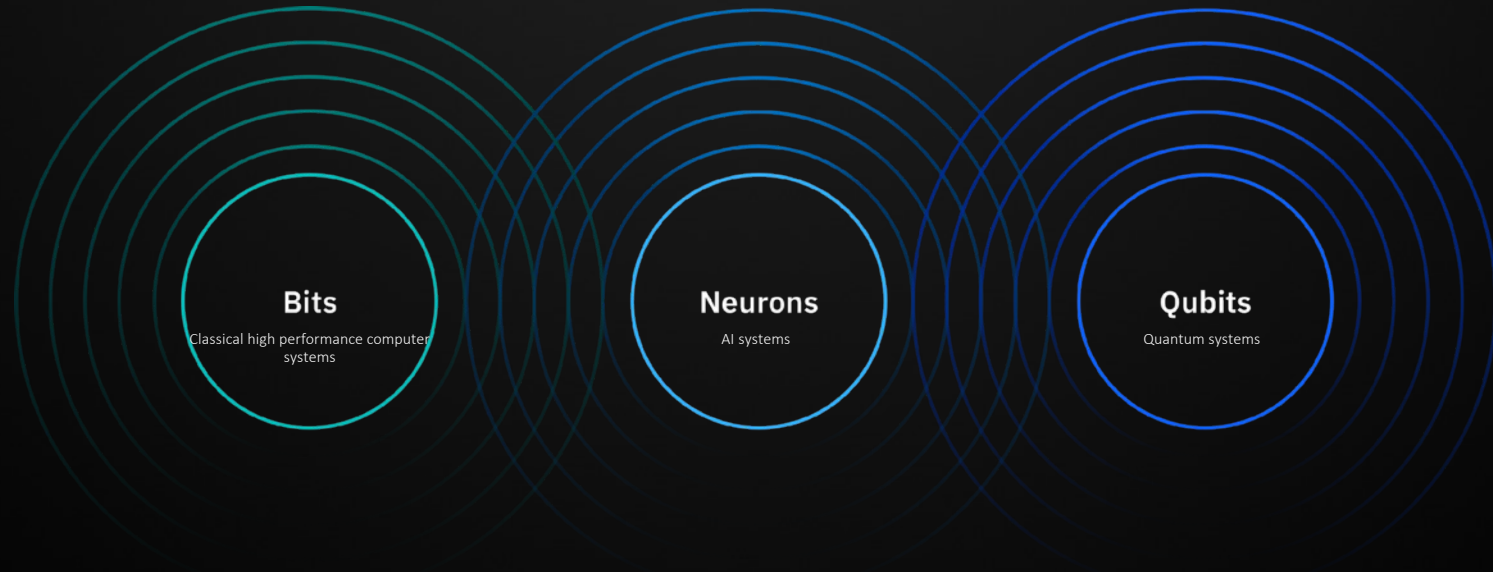 Bits
Classical high performance computer
systems
Neurons
AI systems
Qubits
Quantum systems